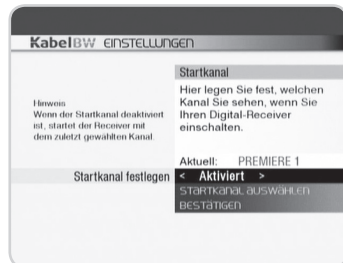 KabelBW EINSTELLUNGEN
Startkanal
Hier legen Sie fest, welchen
Kanal Sie sehen, wenn Sie
Ihren Digital-Receiver
einschalten.
Hinweis
Wenn der Startkanal deaktiviert
ist, startet der Receiver mit
dem zuletzt gewählten Kanal
Aktuell: PREMIERE 1
Startkanal festlegen < Aktiviert >
STARTKANAL AUSWÄHLEN
BESTÄTIGEN